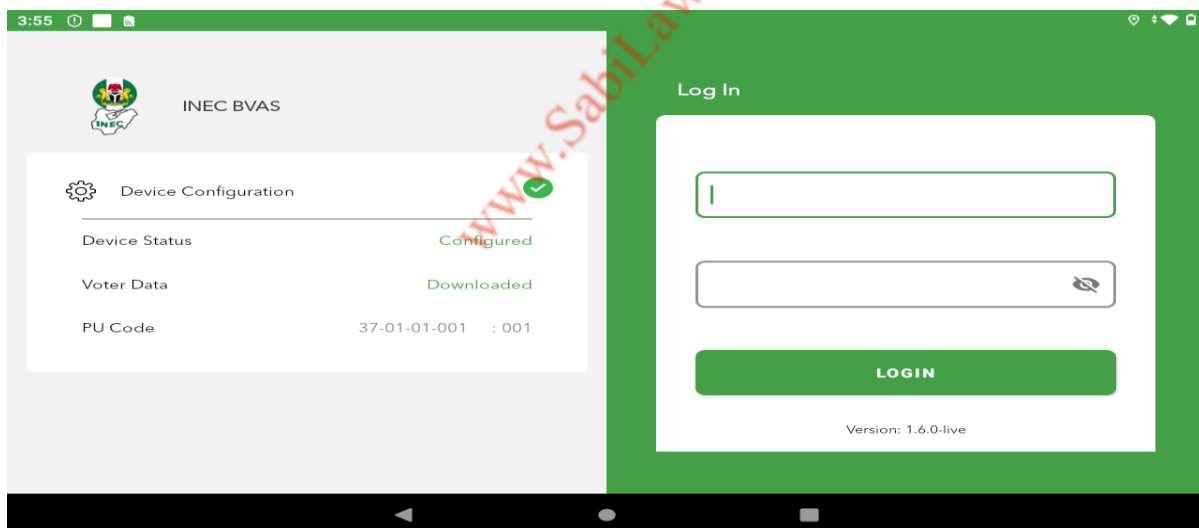 3:55
INEC BVAS
INEC
Device Configuration
Device Status Configured
Voter Data Downloaded
PU Code 37-01-01-001 : 001
Log In
LOGIN
Version: 1.6.0-live
www.SabiLaw